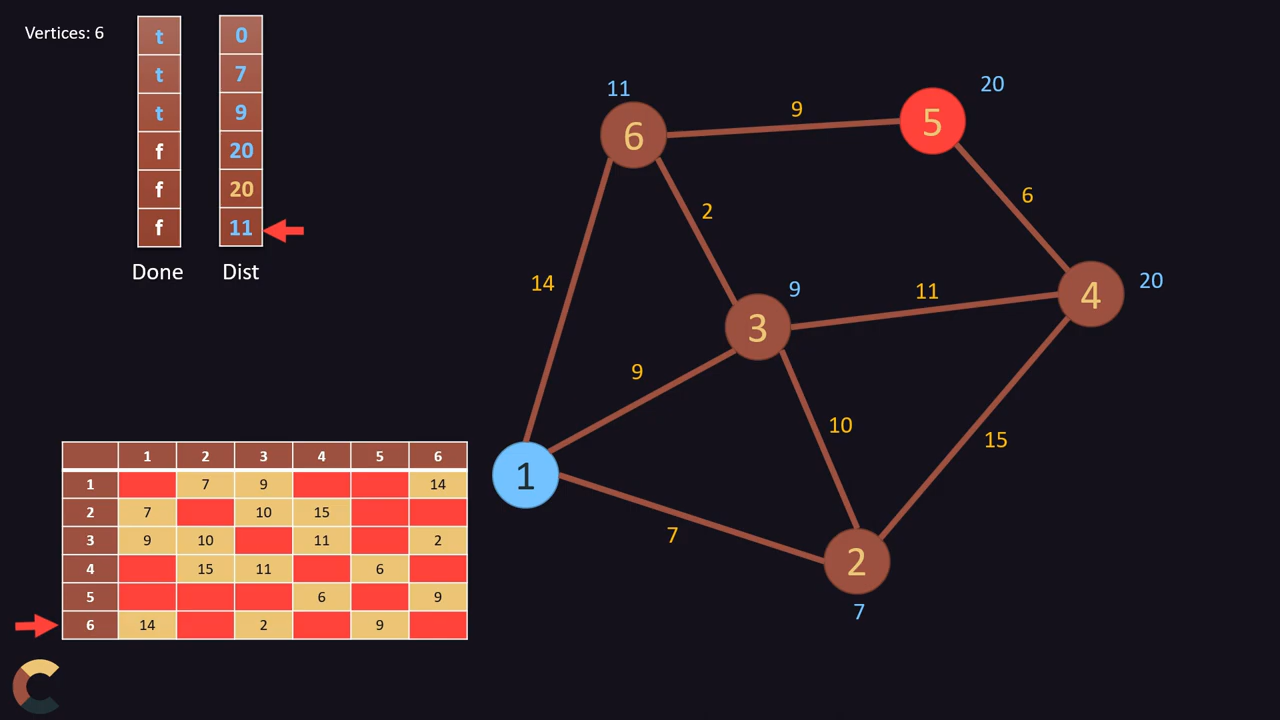 Vertices: 6
t 0
t 7
t 9
f 20
f 20
f 11
Done Dist
11
6
9
5
20
14
2
6
9
3
11
4
20
9
10
15
1
7
2
7
1 2 3 4 5 6
1 7 9 14
2 7 10 15
3 9 10 11 2
4 15 11 6
5 6 9
6 14 2 9